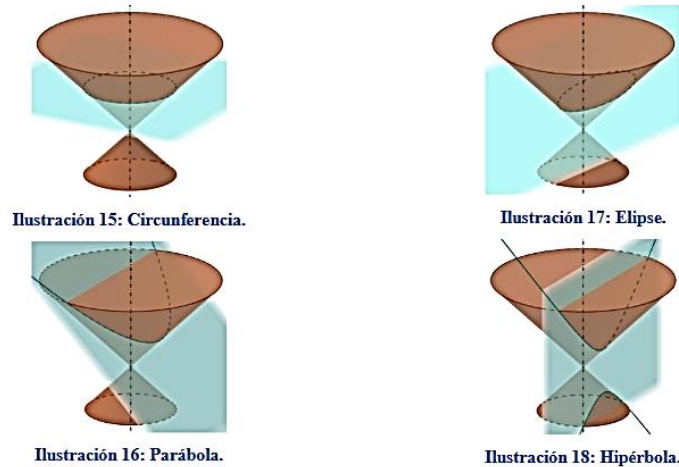 Ilustración 15: Circunferencia.
Ilustración 17: Elipse.
Ilustración 16: Parábola.
Ilustración 18: Hipérbola.